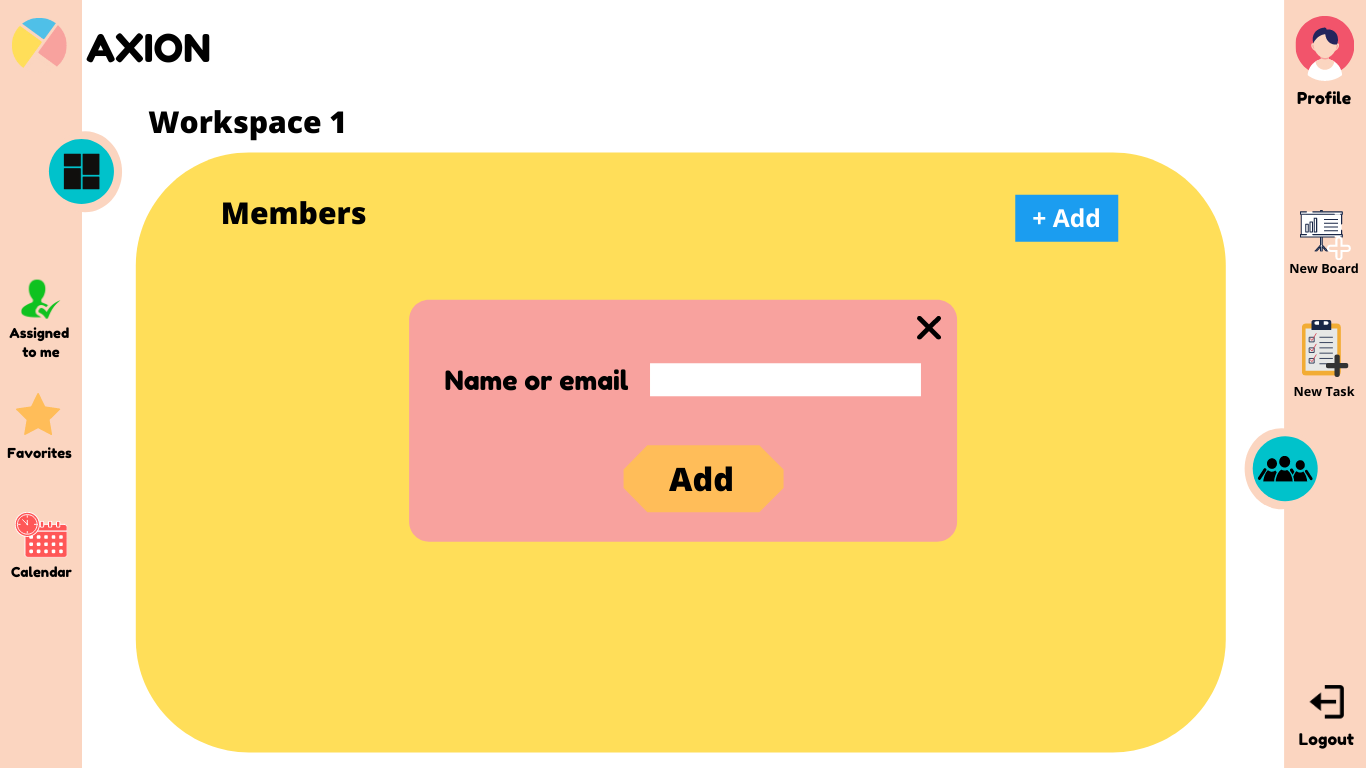 AXION
Profile
Workspace 1
Members
+ Add
New Board
Assigned
to me
Name or email
New Task
Favorites
Add
Calendar
Logout